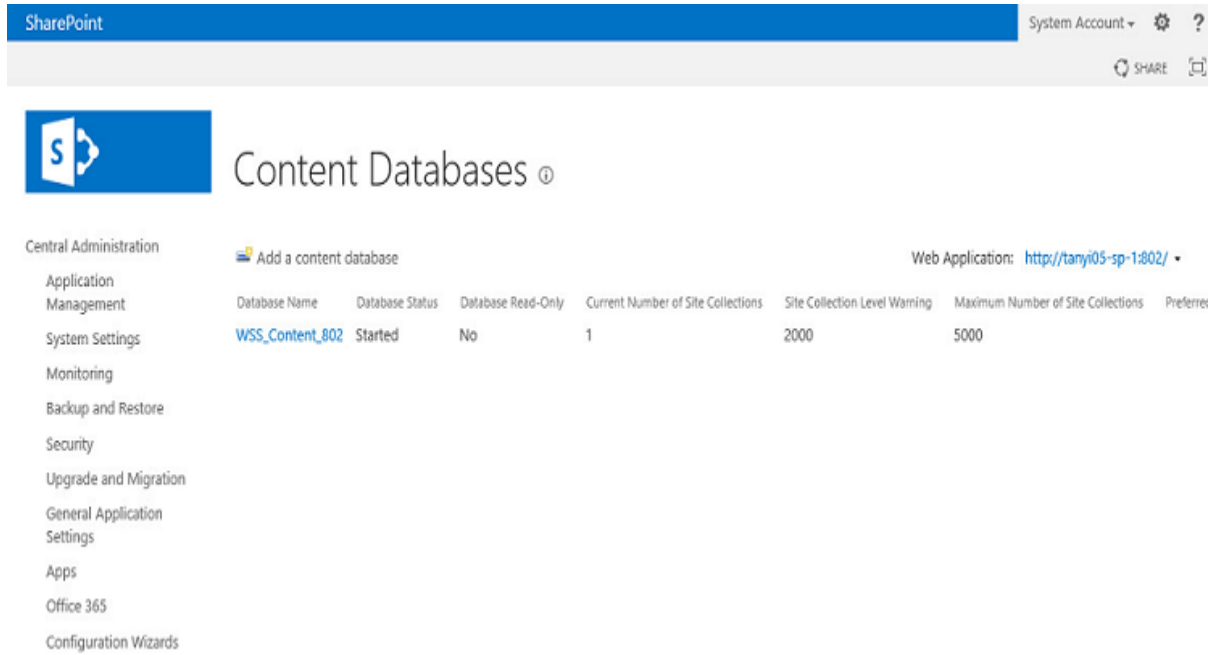 SharePoint System Account ?
SHARE
S
Content Databases
Central Administration
Add a content database Web Application: http://tanyi05-sp-1:802/
Application
Management
Database Name Database Status Database Read-Only Current Number of Site Collections Site Collection Level Warning Maximum Number of Site Collections Preferred
WSS_Content_802 Started No 1 2000 5000
System Settings
Monitoring
Backup and Restore
Security
Upgrade and Migration
General Application
Settings
Apps
Office 365
Configuration Wizards